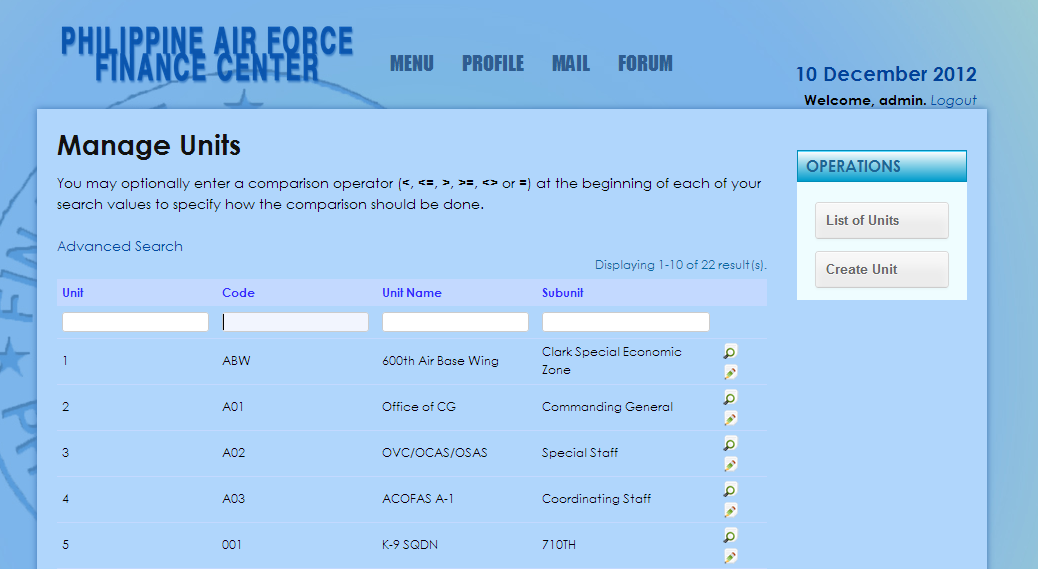 PHILIPPINE AIR FORCE
FINANCE CENTER
MENU PROFILE MAIL FORUM
10 December 2012
Welcome, admin. Logout
Manage Units
You may optionally enter a comparison operator (<, <=, >, >=, <> or =) at the beginning of each of your
search values to specify how the comparison should be done.
Advanced Search
Displaying 1-10 of 22 result(s).
Unit Code Unit Name Subunit
1 ABW 600th Air Base Wing Clark Special Economic
Zone
2 A01 Office of CG Commanding General
3 A02 OVC/OCAS/OSAS Special Staff
4 A03 ACOFAS A-1 Coordinating Staff
5 001 K-9 SQDN 710TH
OPERATIONS
List of Units
Create Unit